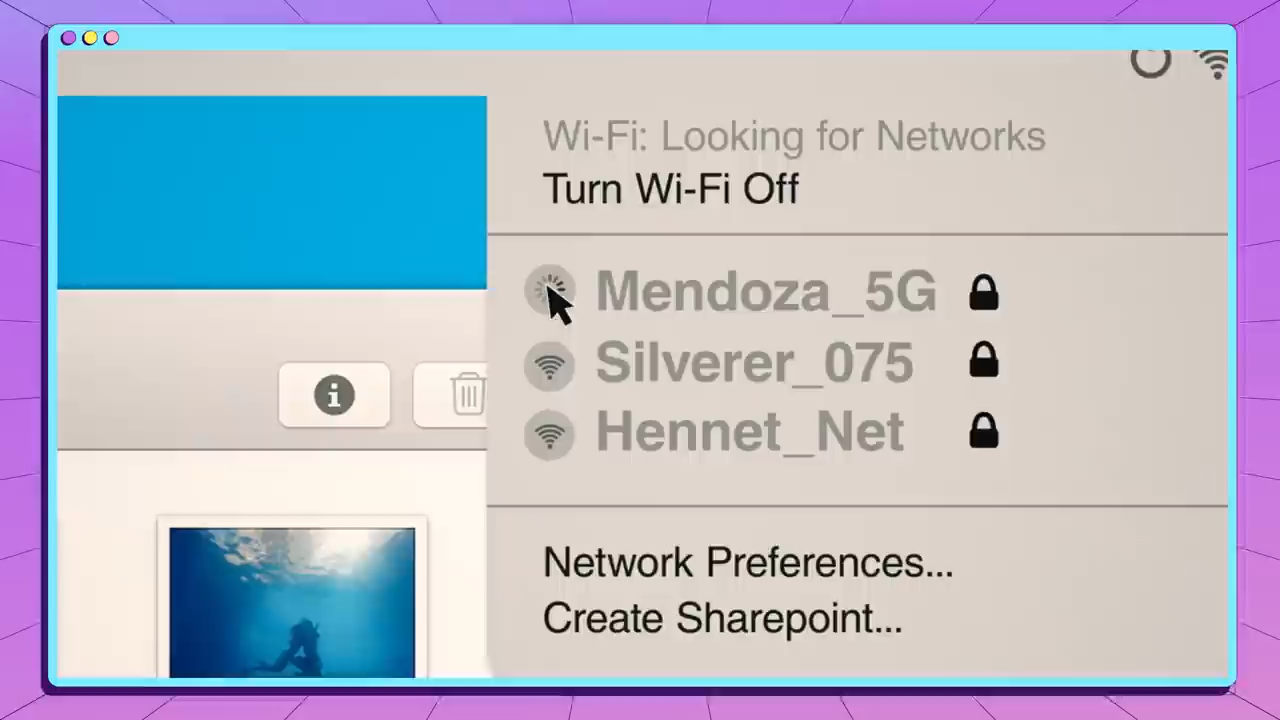 Wi-Fi: Looking for Networks
Turn Wi-Fi Off
Mendoza_5G
Silverer_075
Hennet_Net
Network Preferences...
Create Sharepoint...